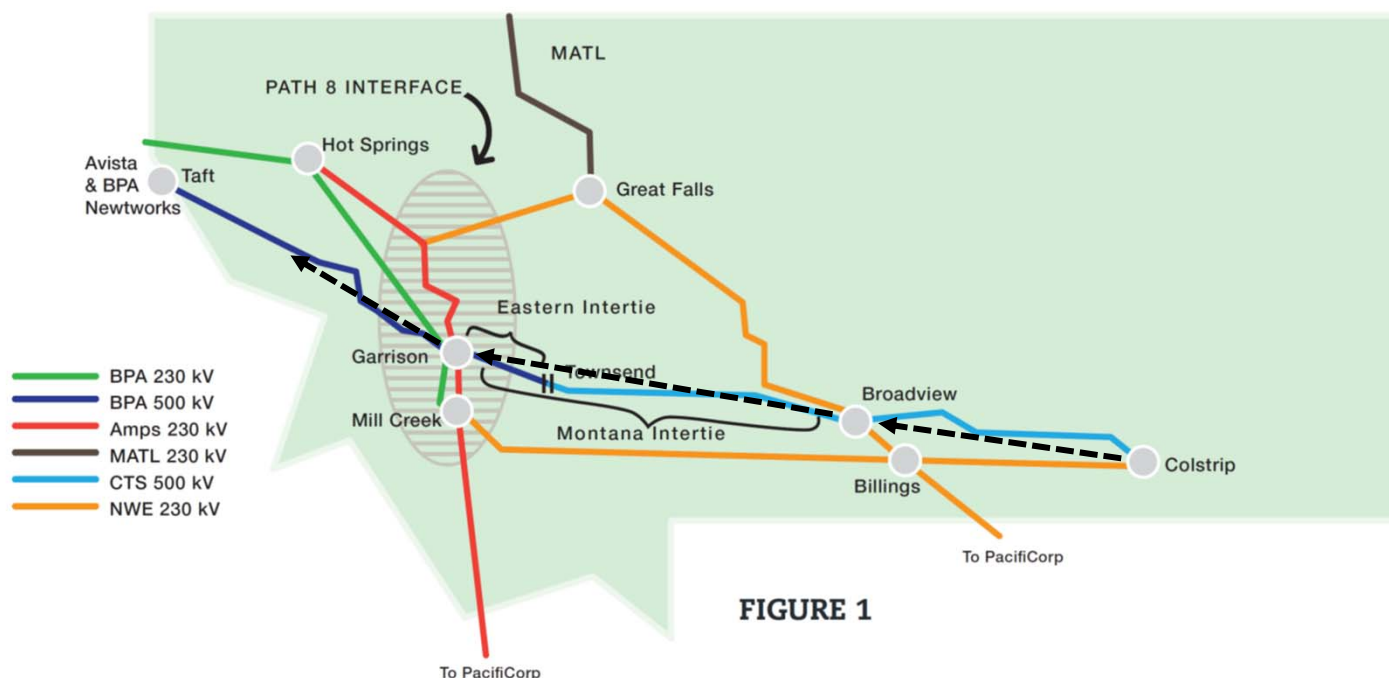 MATL
PATH 8 INTERFACE
Hot Springs
Avista
& BPA
Newtworks
Taft
Great Falls
Eastern Intertie
Garrison
Townsend
Broadview
Mill Creek
Montana Intertie
Colstrip
Billings
BPA 230 kV
BPA 500 kV
Amps 230 kV
MATL 230 kV
CTS 500 kV
NWE 230 kV
To PacifiCorp
FIGURE 1
To PacifiCorp